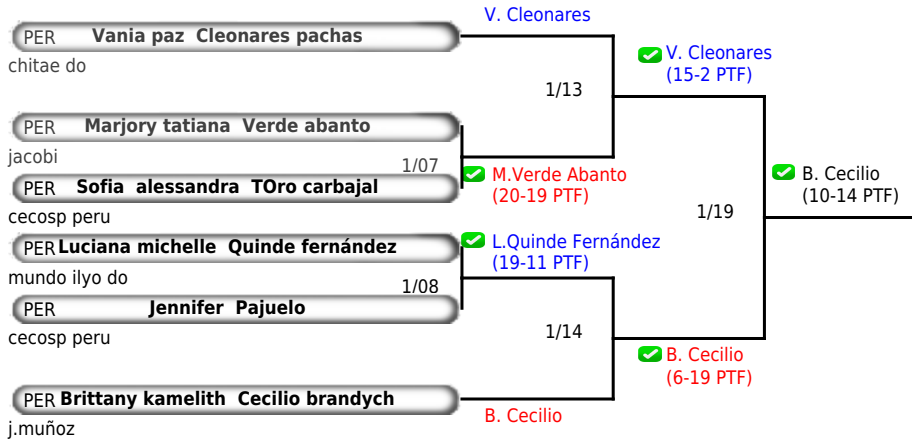 V. Cleonares
PER Vania paz Cleonares pachas
chitae do
V. Cleonares
(15-2 PTF)
1/13
PER Marjory tatiana Verde abanto
jacobi
1/07
M.Verde Abanto
(20-19 PTF)
B. Cecilio
(10-14 PTF)
PER Sofia alessandra TOro carbajal
cecosp peru
1/19
PER Luciana michelle Quinde fernández
L.Quinde Fernández
(19-11 PTF)
mundo ilyo do
1/08
PER Jennifer Pajuelo
cecosp peru
1/14
B. Cecilio
(6-19 PTF)
PER Brittany kamelith Cecilio brandych
B. Cecilio
j.muñoz